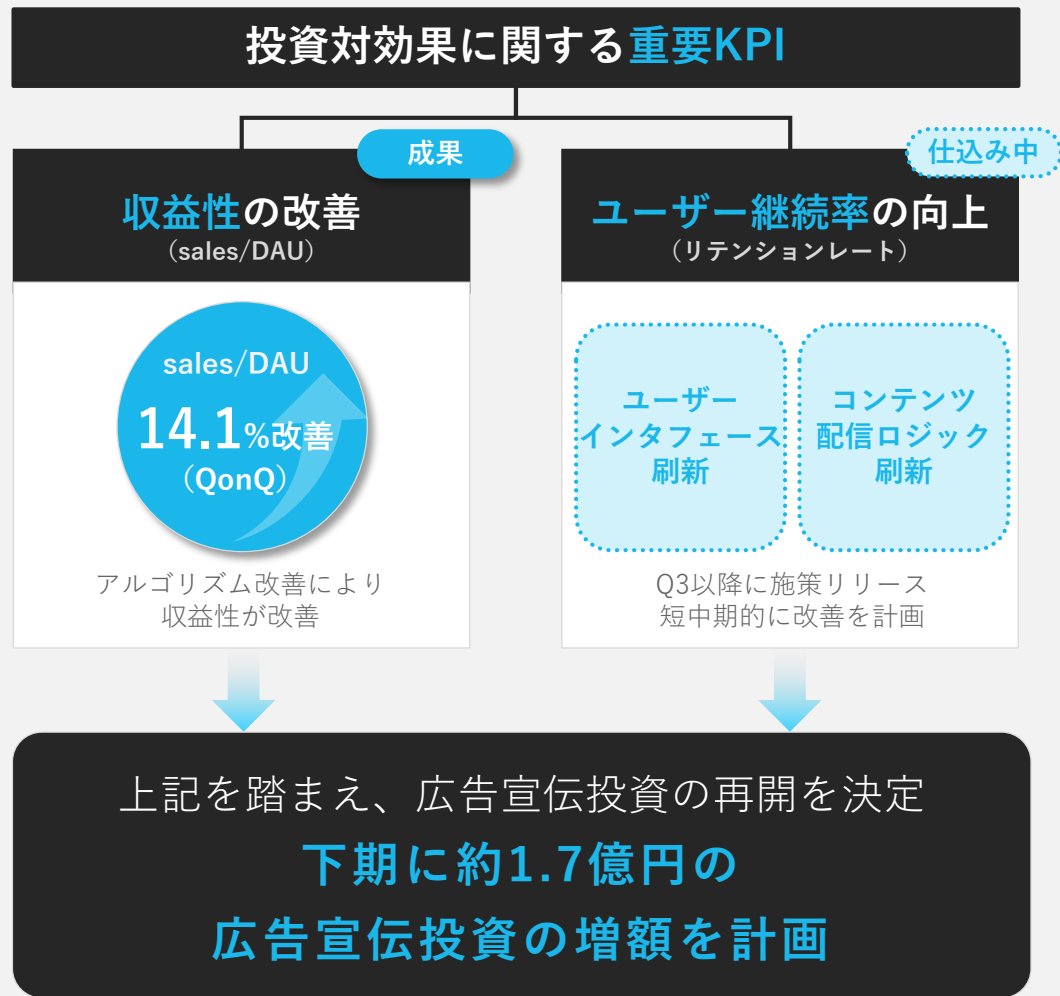 投資対効果に関する重要KPI
成果
収益性の改善
（sales/DAU）
sales/DAU
14.1%改善
（QonQ）
アルゴリズム改善により
収益性が改善
仕込み中
ユーザー継続率の向上
（リテンションレート）
ユーザー
インタフェース
刷新
コンテンツ
配信ロジック
刷新
Q3以降に施策リリース
短中期的に改善を計画
上記を踏まえ、広告宣伝投資の再開を決定
下期に約1.7億円の
広告宣伝投資の増額を計画